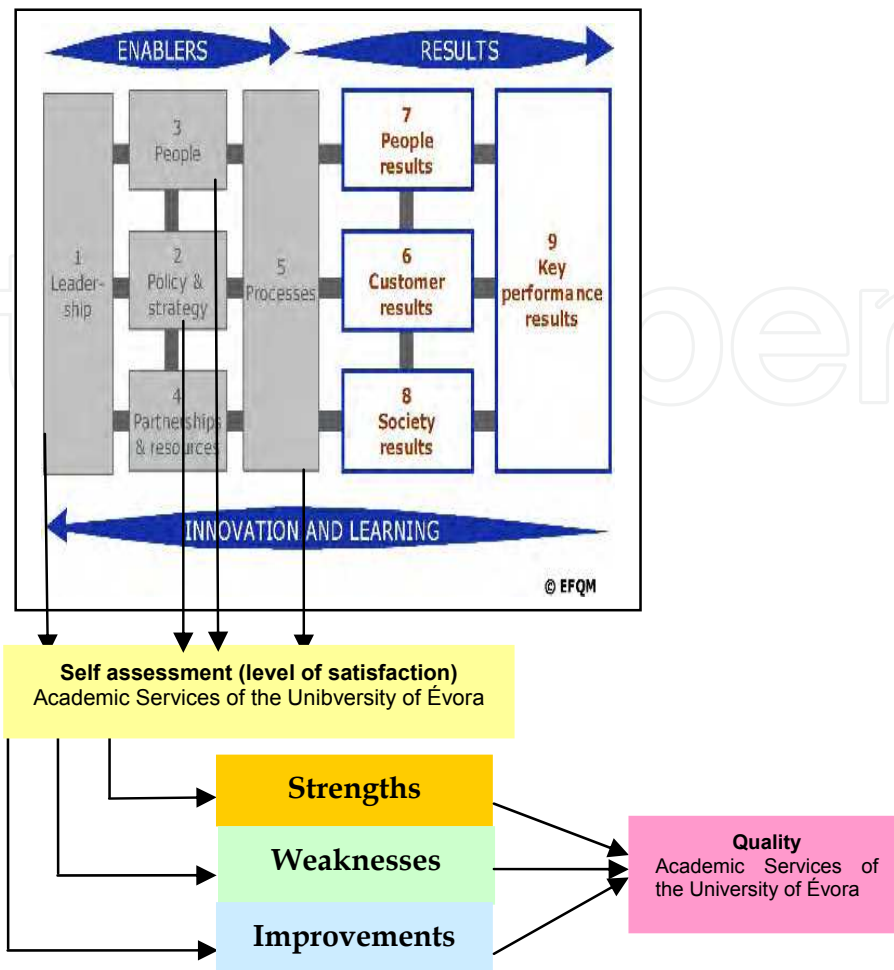 ENABLERS
RESULTS
3
People
7
People
results
1
Leader-
ship
2
Policy &
strategy
5
Processes
6
Customer
results
9
Key
performance
results
4
Partnerships
& resources
8
Society
results
INNOVATION AND LEARNING
© EFQM
Self assessment (level of satisfaction)
Academic Services of the Unibversity of Évora
Strengths
Weaknesses
Improvements
Quality
Academic Services of
the University of Évora